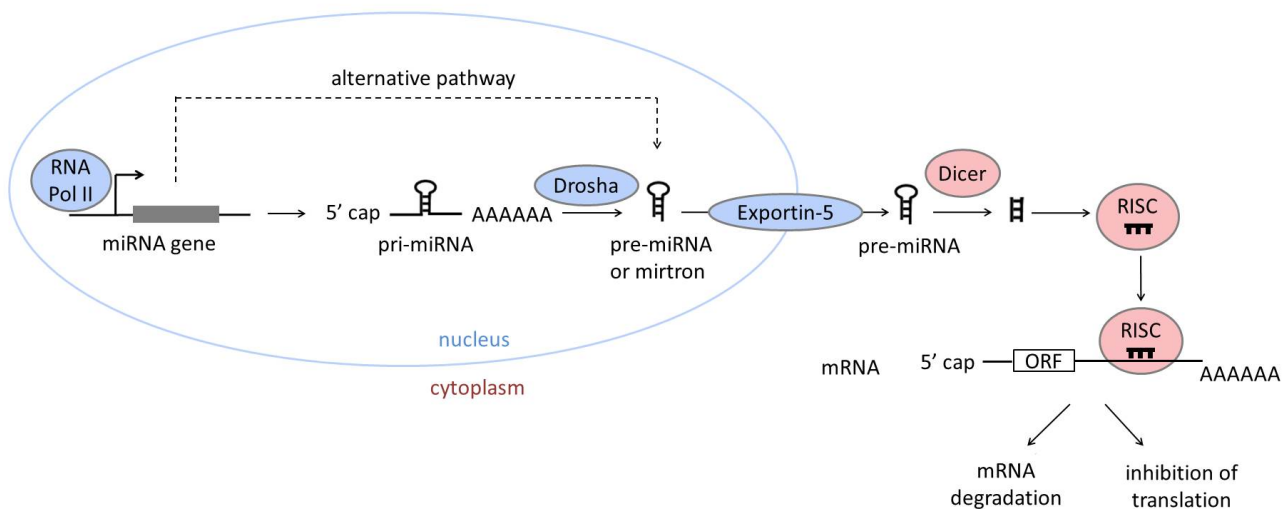 alternative pathway
RNA
Pol II
miRNA gene
5’ cap
AAAAAA
pri-miRNA
Drosha
pre-miRNA
or mirtron
Exportin-5
pre-miRNA
Dicer
RISC
nucleus
cytoplasm
mRNA
5’ cap
ORF
RISC
AAAAAA
mRNA
degradation
inhibition of
translation